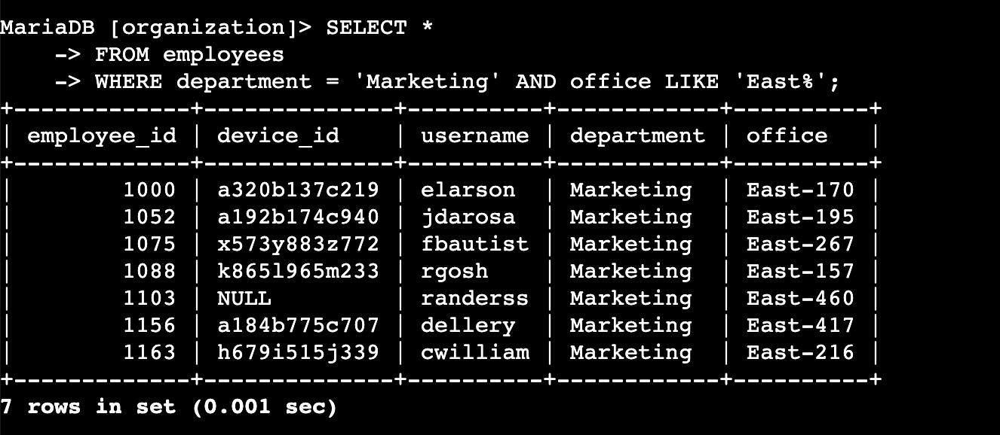 MariaDB [organization]> SELECT *
    -> FROM employees
    -> WHERE department = 'Marketing' AND office LIKE 'East%';
+-------------+--------------+----------+------------+----------+
| employee_id | device_id    | username | department | office   |
+-------------+--------------+----------+------------+----------+
|        1000 | a320b137c219 | elarson  | Marketing  | East-170 |
|        1052 | a192b174c940 | jdarosa  | Marketing  | East-195 |
|        1075 | x573y883z772 | fbautist | Marketing  | East-267 |
|        1088 | k865l965m233 | rgosh    | Marketing  | East-157 |
|        1103 | NULL         | randerss | Marketing  | East-460 |
|        1156 | a184b775c707 | dellery  | Marketing  | East-417 |
|        1163 | h679i515j339 | cwilliam | Marketing  | East-216 |
+-------------+--------------+----------+------------+----------+
7 rows in set (0.001 sec)